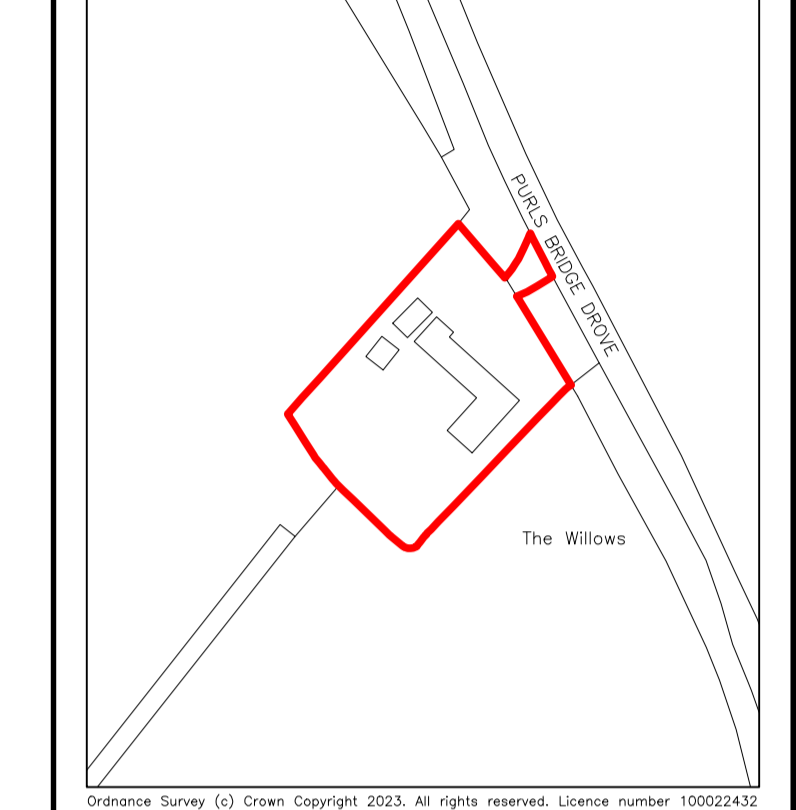 PURLS BRIDGE DROVE
The Willows
Ordnance Survey (c) Crown Copyright 2023. All rights reserved. Licence number 100022432